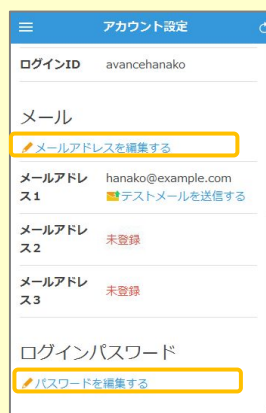 アカウント設定
ログインID avancehanako
メール
メールアドレスを編集する
メールアドレ hanako@example.com
ス1 テストメールを送信する
メールアドレ
ス2 未登録
メールアドレ
ス3 未登録
ログインパスワード
パスワードを編集する